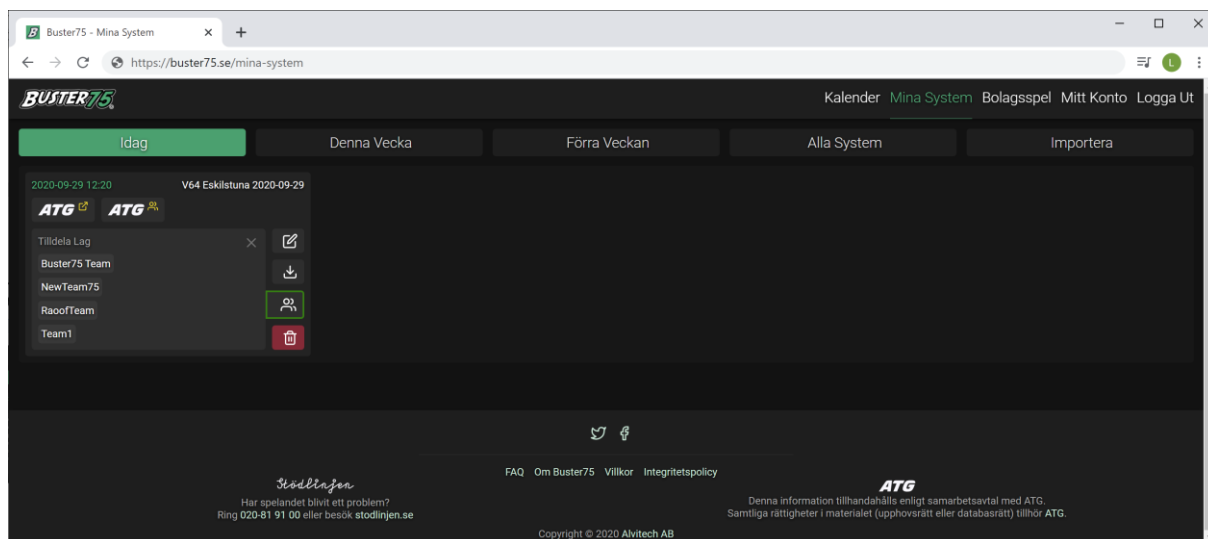 Buster75 - Mina System
https://buster75.se/mina-system
L
BUSTER75
Kalender Mina System Bolagsspel Mitt Konto Logga Ut
Idag Denna Vecka Förra Veckan Alla System Importera
2020-09-29 12:20 V64 Eskilstuna 2020-09-29
ATG ATG
Tilldela Lag
Buster75 Team
NewTeam75
RaoofTeam
Team1
FAQ Om Buster75 Villkor Integritetspolicy
Stödlinjen
Har spelandet blivit ett problem?
Ring 020-81 91 00 eller besök stodlinjen.se
ATG
Denna information tillhandahålls enligt samarbetsavtal med ATG.
Samtliga rättigheter i materialet (upphovsrätt eller databasrätt) tillhör ATG.
Copyright © 2020 Alvitech AB